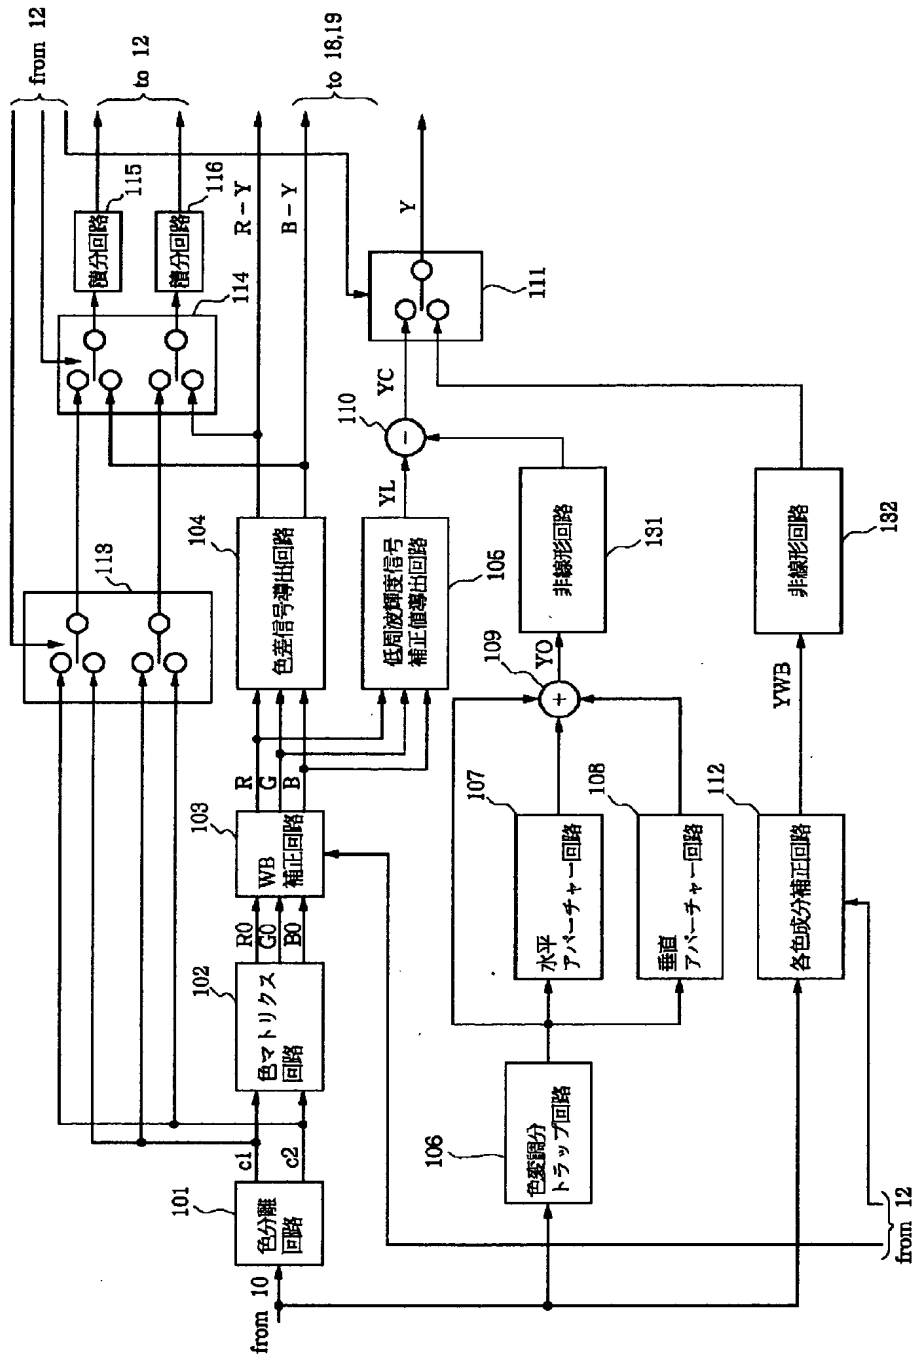 from 10
101
色分離
回路
c1
c2
102
色マトリクス
回路
R0
G0
B0
103
WB
補正回路
R
G
B
104
色差信号導出回路
113
114
積分回路
115
積分回路
116
from 12
to 12
R-Y
B-Y
to 18,19
低周波輝度信号
補正値導出回路
105
YL
110
−
YC
111
Y
106
色変調分
トラップ回路
107
水平
アパーチャー回路
108
垂直
アパーチャー回路
109
+
YO
非線形回路
131
112
各色成分補正回路
YWB
非線形回路
132
from 12